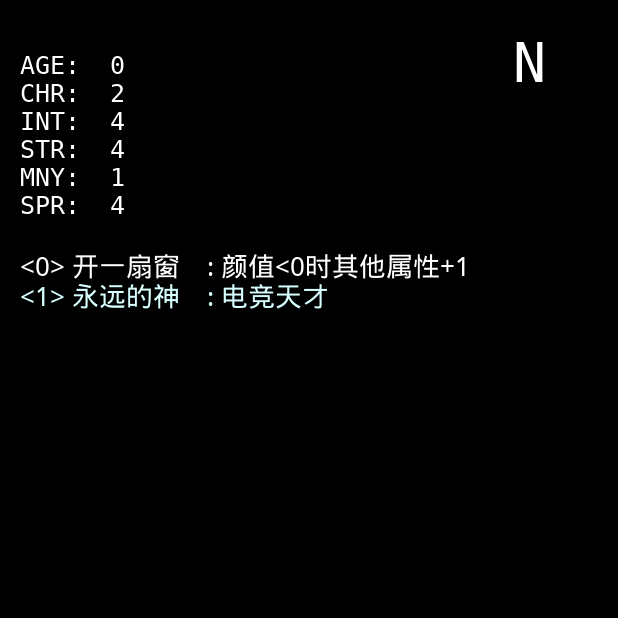 N
AGE: 0
CHR: 2
INT: 4
STR: 4
MNY: 1
SPR: 4
<0> 开一扇窗 :颜值<0时其他属性+1
<1> 永远的神 :电竞天才